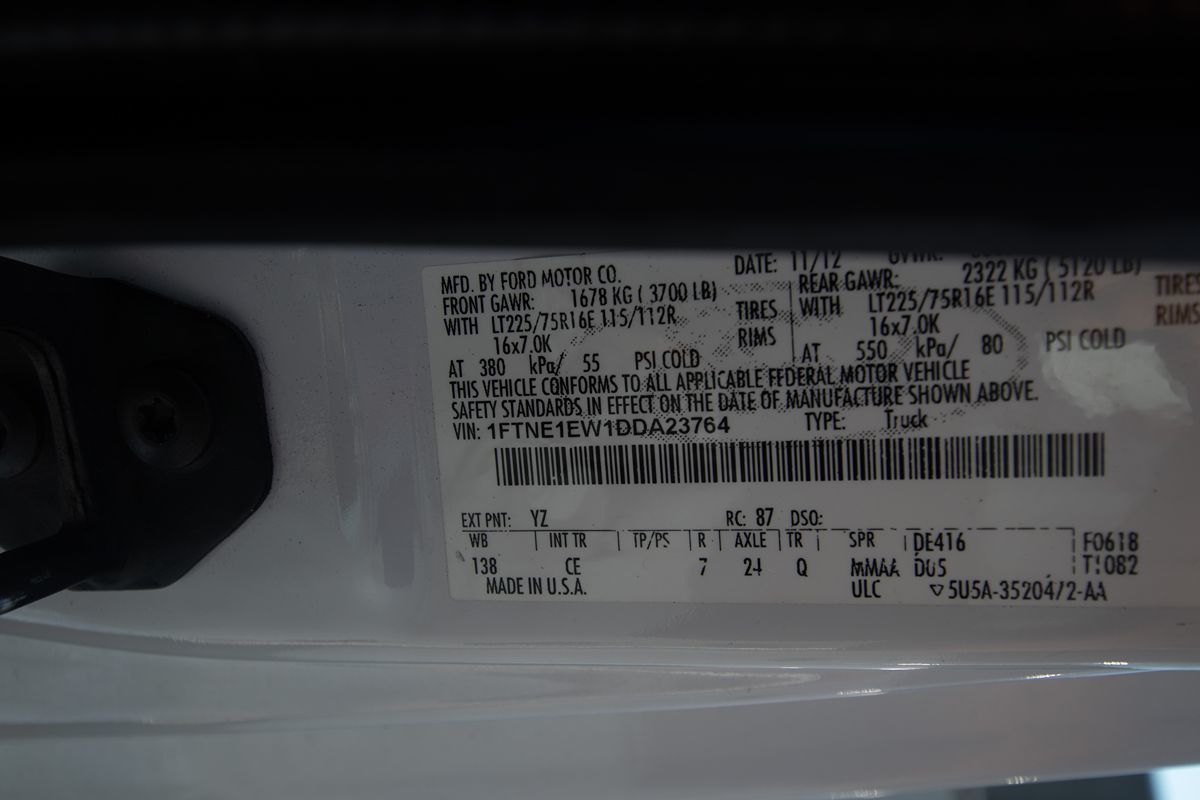 MFD. BY FORD MOTOR CO.
DATE: 11/12
GVWR:
FRONT GAWR: 1678 KG ( 3700 LB)
REAR GAWR: 2322 KG ( 5120 LB)
WITH LT225/75R16E 115/112R TIRES
WITH LT225/75R16E 115/112R TIRES
16x7.0K RIMS
16x7.0K RIMS
AT 380 kPa/ 55 PSI COLD
AT 550 kPa/ 80 PSI COLD
THIS VEHICLE CONFORMS TO ALL APPLICABLE FEDERAL MOTOR VEHICLE
SAFETY STANDARDS IN EFFECT ON THE DATE OF MANUFACTURE SHOWN ABOVE.
VIN: 1FTNE1EW1DDA23764 TYPE: Truck
EXT PNT: YZ RC: 87 DSO:
WB INT TR TP/PS R AXLE TR SPR DE416 F0618
138 CE 7 24 Q MMAA D05 T1082
MADE IN U.S.A. ULC 5U5A-3520472-AA